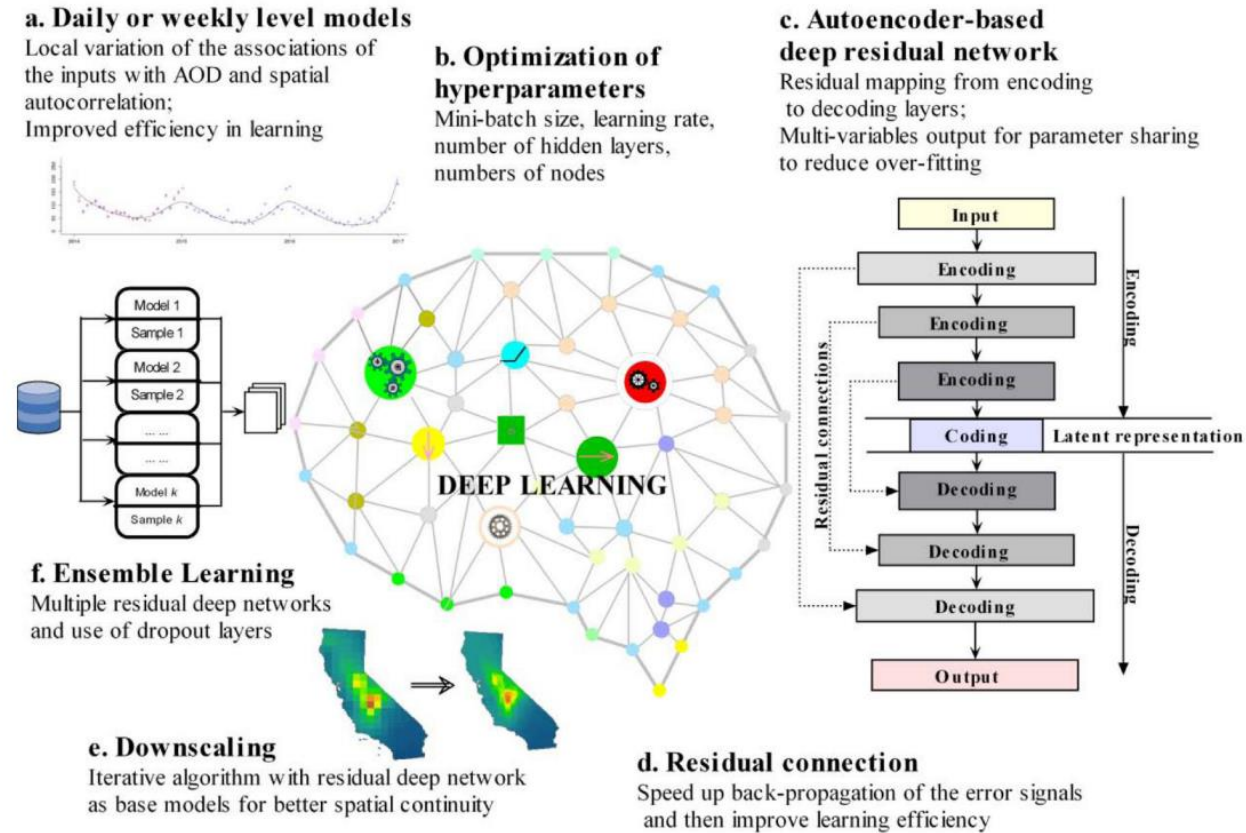 a. Daily or weekly level models
Local variation of the associations of
the inputs with AOD and spatial
autocorrelation;
Improved efficiency in learning
2014
2015
2016
2017
b. Optimization of
hyperparameters
Mini-batch size, learning rate,
number of hidden layers,
numbers of nodes
c. Autoencoder-based
deep residual network
Residual mapping from encoding
to decoding layers;
Multi-variables output for parameter sharing
to reduce over-fitting
Input
Encoding
Encoding
Encoding
Coding
Latent representation
Decoding
Decoding
Decoding
Output
Encoding
Decoding
Residual connections
Model 1
Sample 1
Model 2
Sample 2
... ...
... ...
Model k
Sample k
DEEP LEARNING
f. Ensemble Learning
Multiple residual deep networks
and use of dropout layers
e. Downscaling
Iterative algorithm with residual deep network
as base models for better spatial continuity
d. Residual connection
Speed up back-propagation of the error signals
and then improve learning efficiency